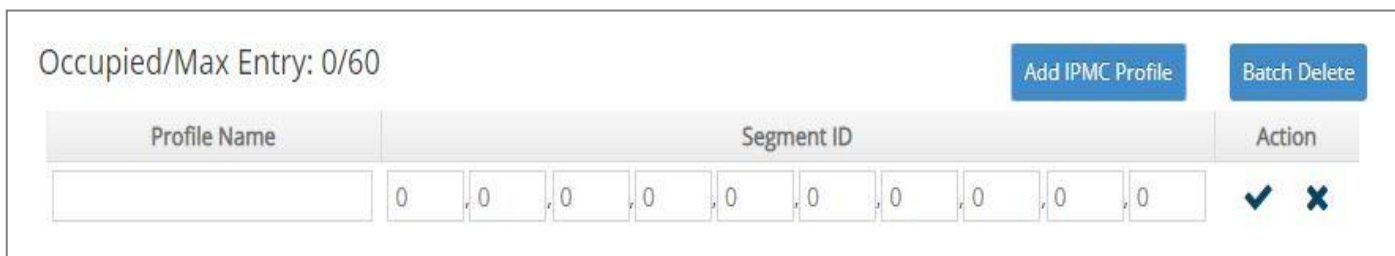 Occupied/Max Entry: 0/60
Add IPMC Profile Batch Delete
Profile Name Segment ID Action
0 , 0 , 0 , 0 , 0 , 0 , 0 , 0 , 0 , 0